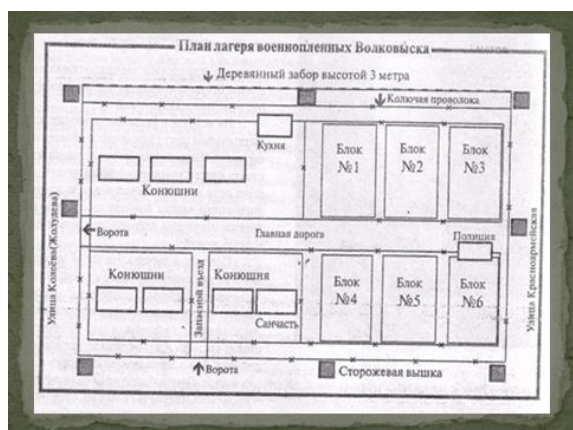 План лагеря военнопленных Волковыска
Деревянный забор высотой 3 метра
Колючая проволока
Кухня
Блок
№1
Блок
№2
Блок
№3
Конюшни
Улица Колеёва(Жолудева)
Ворота
Главная дорога
Полиция
Улица Красноармейская
Конюшни
Запасной въезд
Конюшня
Санчасть
Блок
№4
Блок
№5
Блок
№6
Ворота
Сторожевая вышка